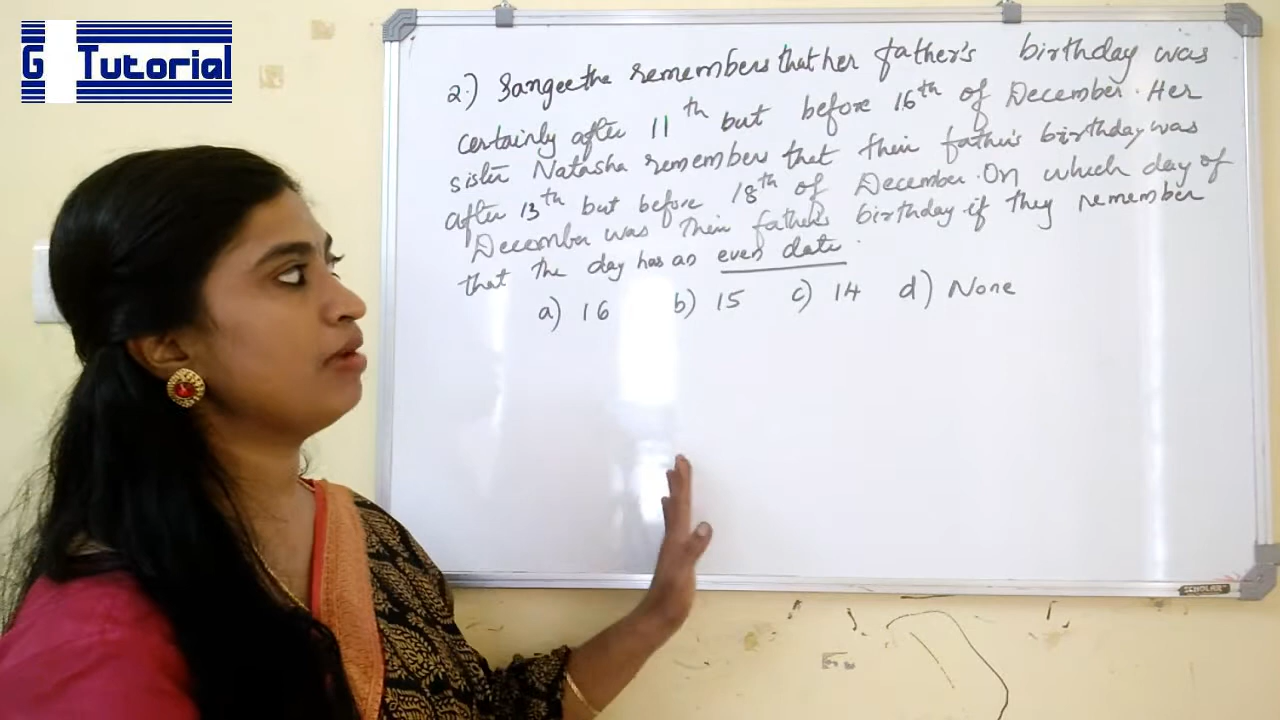 G Tutorial
2.) Sangeetha remembers that her father's birthday was
certainly after 11th but before 16th of December. Her
sister Natasha remembers that their father's birthday was
after 13th but before 18th of December. On which day of
December was their father's birthday if they remember
that the day has an even date.
a) 16 b) 15 c) 14 d) None
SCHOLAR